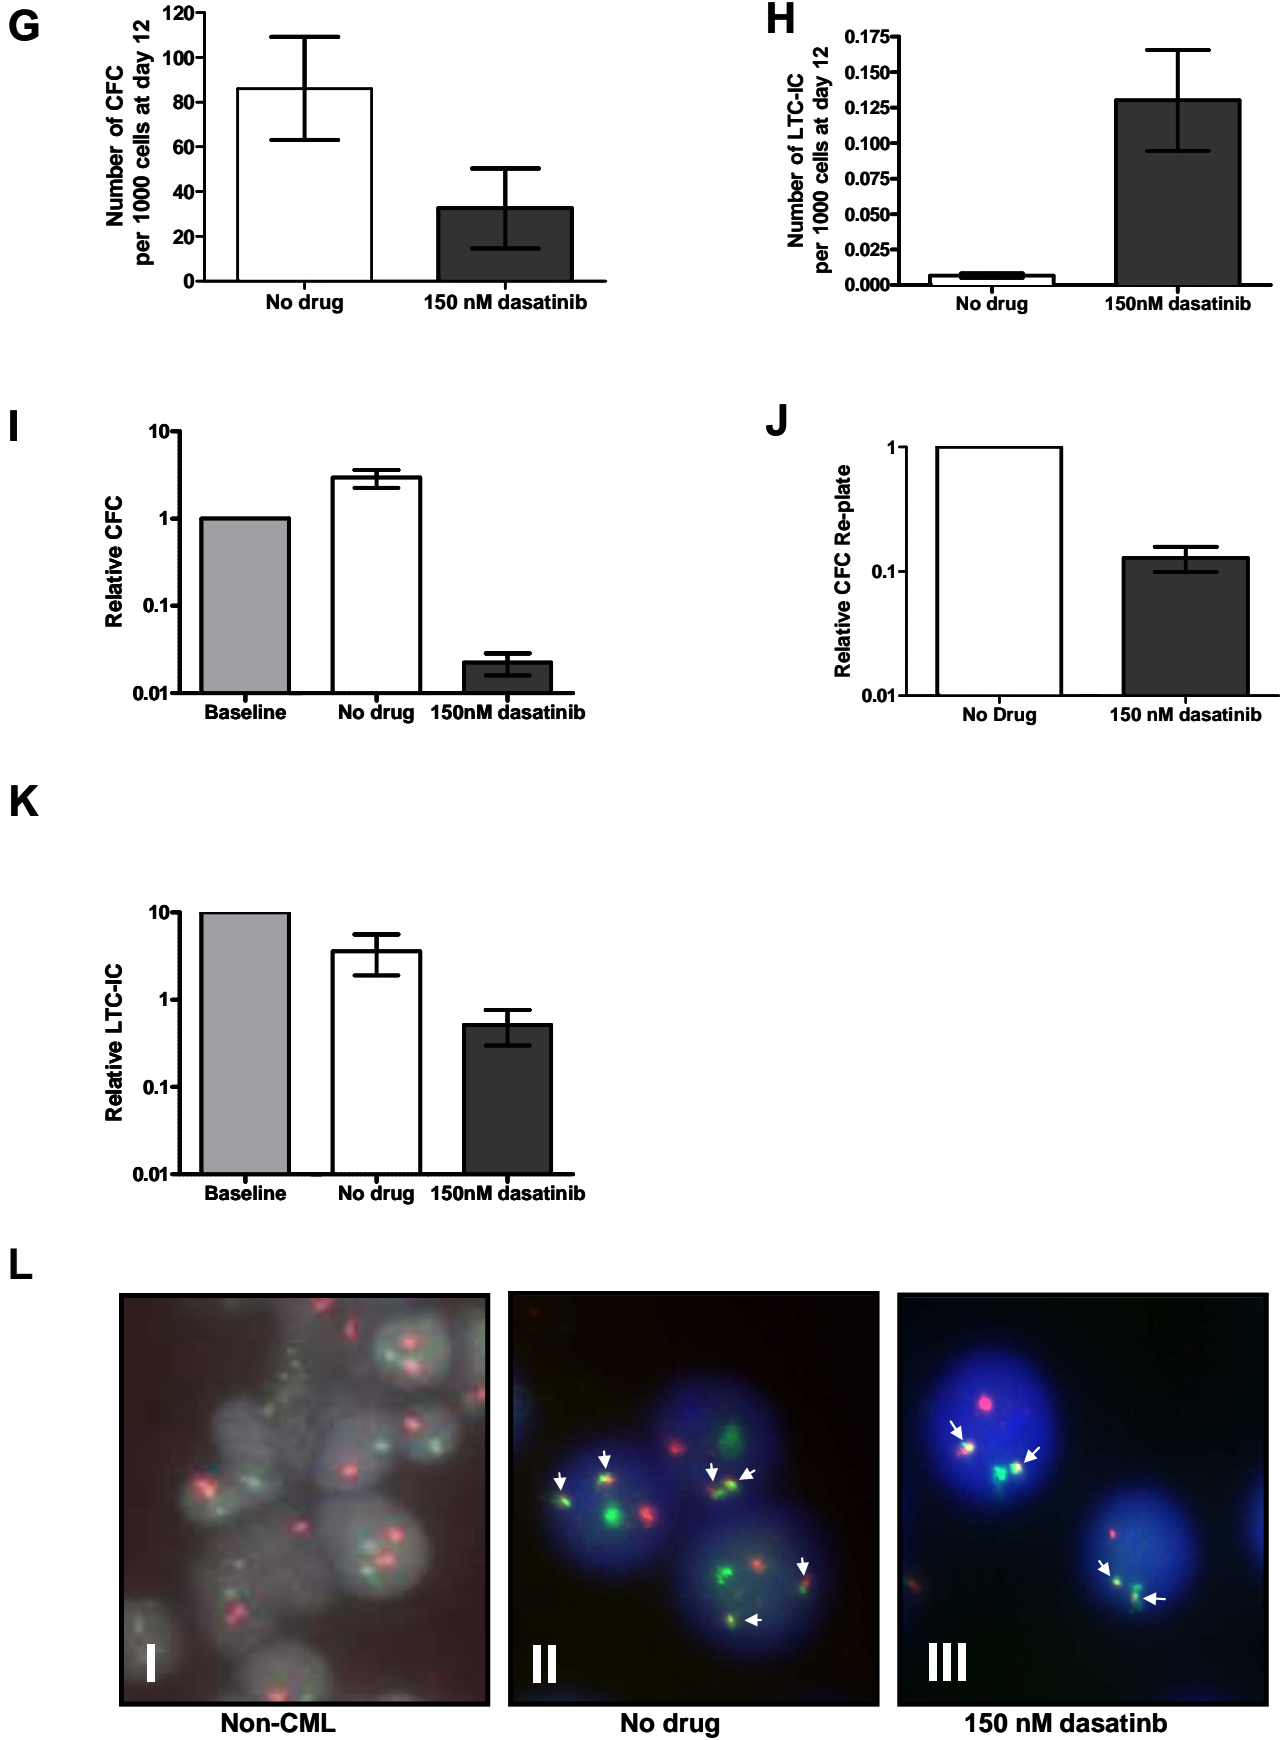 G
Number of CFC
per 1000 cells at day 12
120
100
80
60
40
20
0
No drug
150 nM dasatinib
H
Number of LTC-IC
per 1000 cells at day 12
0.175
0.150
0.125
0.100
0.075
0.050
0.025
0.000
No drug
150nM dasatinib
I
Relative CFC
10
1
0.1
0.01
Baseline
No drug
150nM dasatinib
J
Relative CFC Re-plate
1
0.1
0.01
No Drug
150 nM dasatinib
K
Relative LTC-IC
10
1
0.1
0.01
Baseline
No drug
150nM dasatinib
L
I
II
III
Non-CML
No drug
150 nM dasatinb